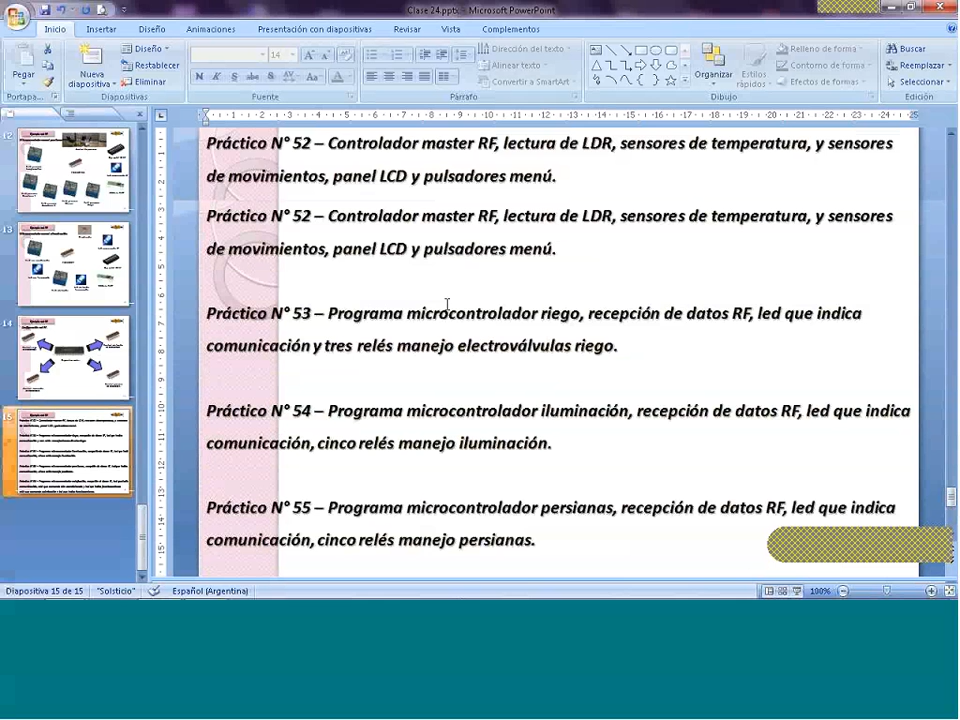 Clase 24.pptx - Microsoft PowerPoint
Inicio Insertar Diseño Animaciones Presentación con diapositivas Revisar Vista Complementos
Pegar
Nueva diapositiva
Diseño
Restablecer
Eliminar
14
Dirección del texto
Alinear texto
Convertir a SmartArt
Organizar
Estilos rápidos
Relleno de forma
Contorno de forma
Efectos de formas
Buscar
Reemplazar
Seleccionar
Portapa... Diapositivas Fuente Párrafo Dibujo Edición
12
13
14
15
Práctico N° 52 – Controlador master RF, lectura de LDR, sensores de temperatura, y sensores
de movimientos, panel LCD y pulsadores menú.
Práctico N° 52 – Controlador master RF, lectura de LDR, sensores de temperatura, y sensores
de movimientos, panel LCD y pulsadores menú.
Práctico N° 53 – Programa microcontrolador riego, recepción de datos RF, led que indica
comunicación y tres relés manejo electroválvulas riego.
Práctico N° 54 – Programa microcontrolador iluminación, recepción de datos RF, led que indica
comunicación, cinco relés manejo iluminación.
Práctico N° 55 – Programa microcontrolador persianas, recepción de datos RF, led que indica
comunicación, cinco relés manejo persianas.
Diapositiva 15 de 15 "Solsticio" Español (Argentina) 100%